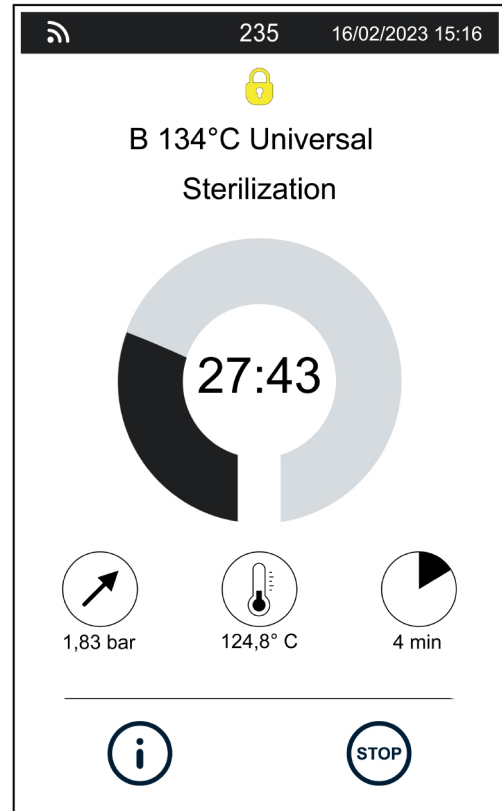 235 16/02/2023 15:16
B 134°C Universal
Sterilization
27:43
1,83 bar 124,8° C 4 min
i STOP